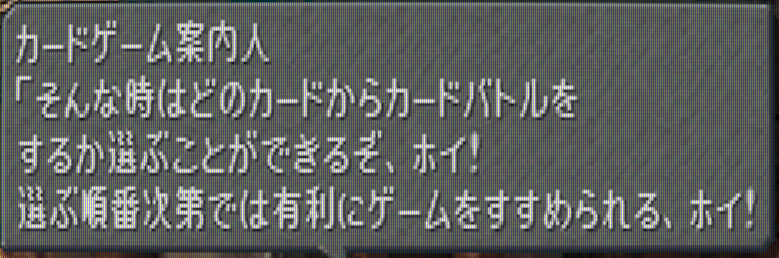 カードゲーム案内人
「そんな時はどのカードからカードバトルを
するか選ぶことができるぞ、ホイ!
選ぶ順番次第では有利にゲームをすすめられる、ホイ!